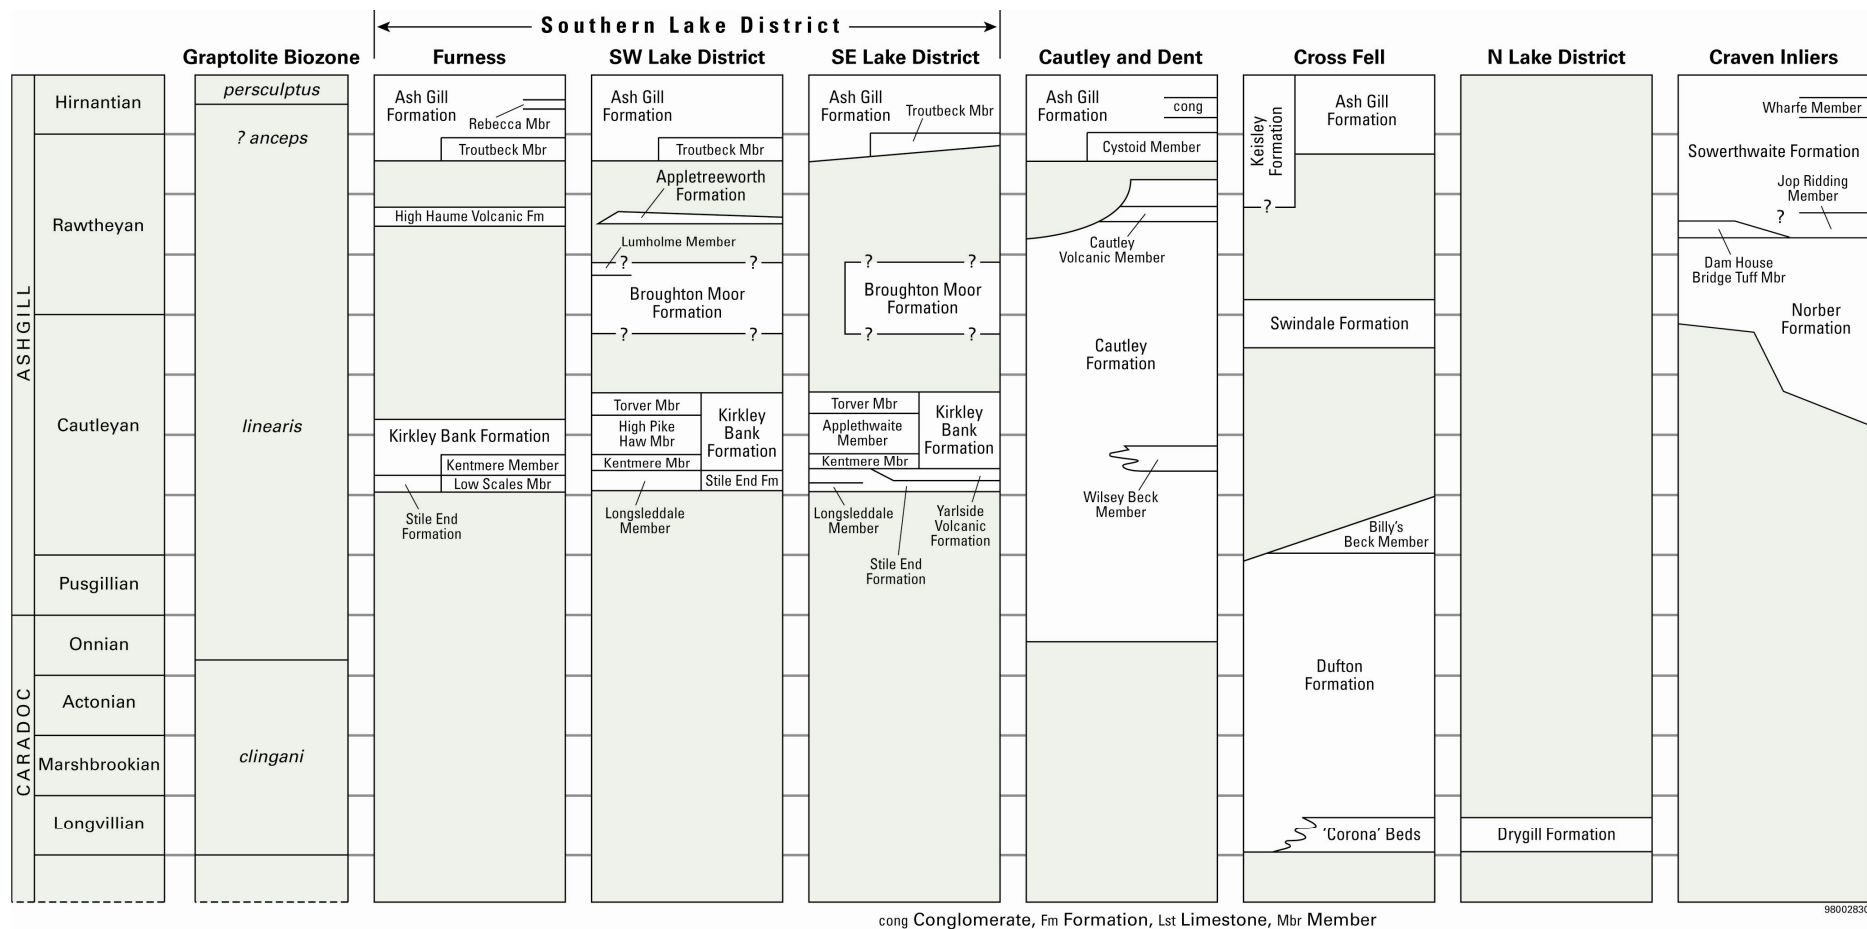 Southern Lake District
Graptolite Biozone
Furness
SW Lake District
SE Lake District
Cautley and Dent
Cross Fell
N Lake District
Craven Inliers
ASHGILL
CARADOC
Hirnantian
Rawtheyan
Cautleyan
Pusgillian
Onnian
Actonian
Marshbrookian
Longvillian
persculptus
? anceps
linearis
clingani
Ash Gill
Formation
Rebecca Mbr
Troutbeck Mbr
High Haume Volcanic Fm
Kirkley Bank Formation
Kentmere Member
Low Scales Mbr
Stile End
Formation
Ash Gill
Formation
Troutbeck Mbr
Appletreeworth
Formation
Lumholme Member
? ?
Broughton Moor
Formation
? ?
Torver Mbr
High Pike
Haw Mbr
Kentmere Mbr
Kirkley
Bank
Formation
Stile End Fm
Longsleddale
Member
Ash Gill
Formation
Troutbeck Mbr
? ?
Broughton Moor
Formation
? ?
Torver Mbr
Applethwaite
Member
Kentmere Mbr
Kirkley
Bank
Formation
Longsleddale
Member
Yarlside
Volcanic
Formation
Stile End
Formation
Ash Gill
Formation
cong
Cystoid Member
Cautley
Volcanic Member
Cautley
Formation
Wilsey Beck
Member
Keisley
Formation
?
Ash Gill
Formation
Swindale Formation
Billy's
Beck Member
Dufton
Formation
'Corona' Beds
Drygill Formation
Wharfe Member
Sowerthwaite Formation
Jop Ridding
Member
?
Dam House
Bridge Tuff Mbr
Norber
Formation
cong Conglomerate, Fm Formation, Lst Limestone, Mbr Member
98002830